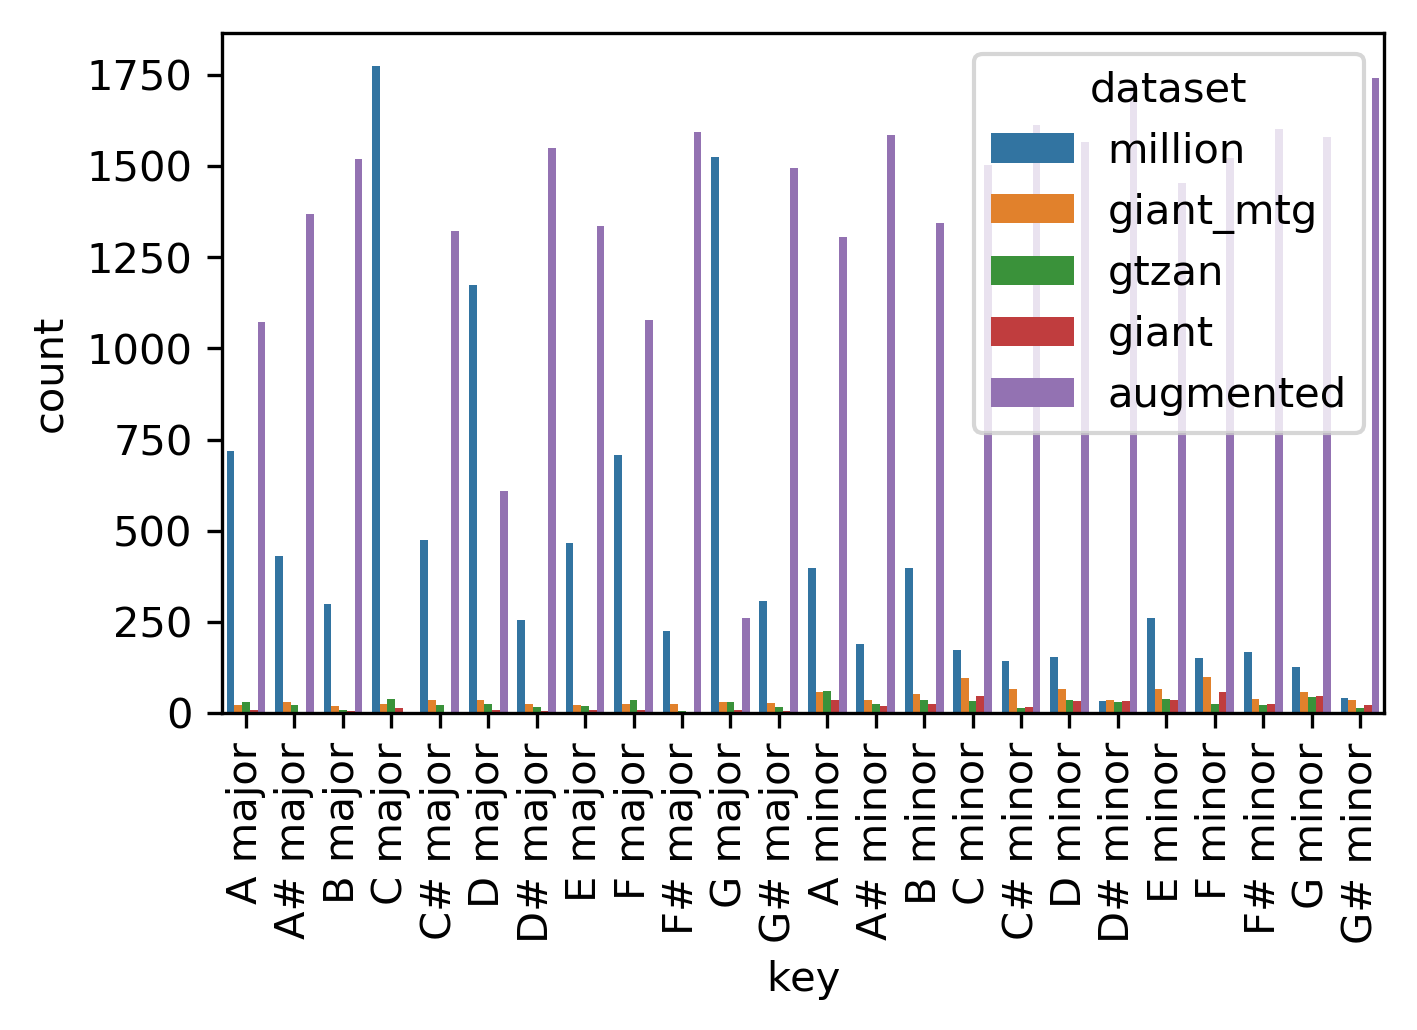 1750
1500
1250
1000
750
500
250
0
count
dataset
million
giant_mtg
gtzan
giant
augmented
A major
A# major
B major
C major
C# major
D major
D# major
E major
F major
F# major
G major
G# major
A minor
A# minor
B minor
C minor
C# minor
D minor
D# minor
E minor
F minor
F# minor
G minor
G# minor
key